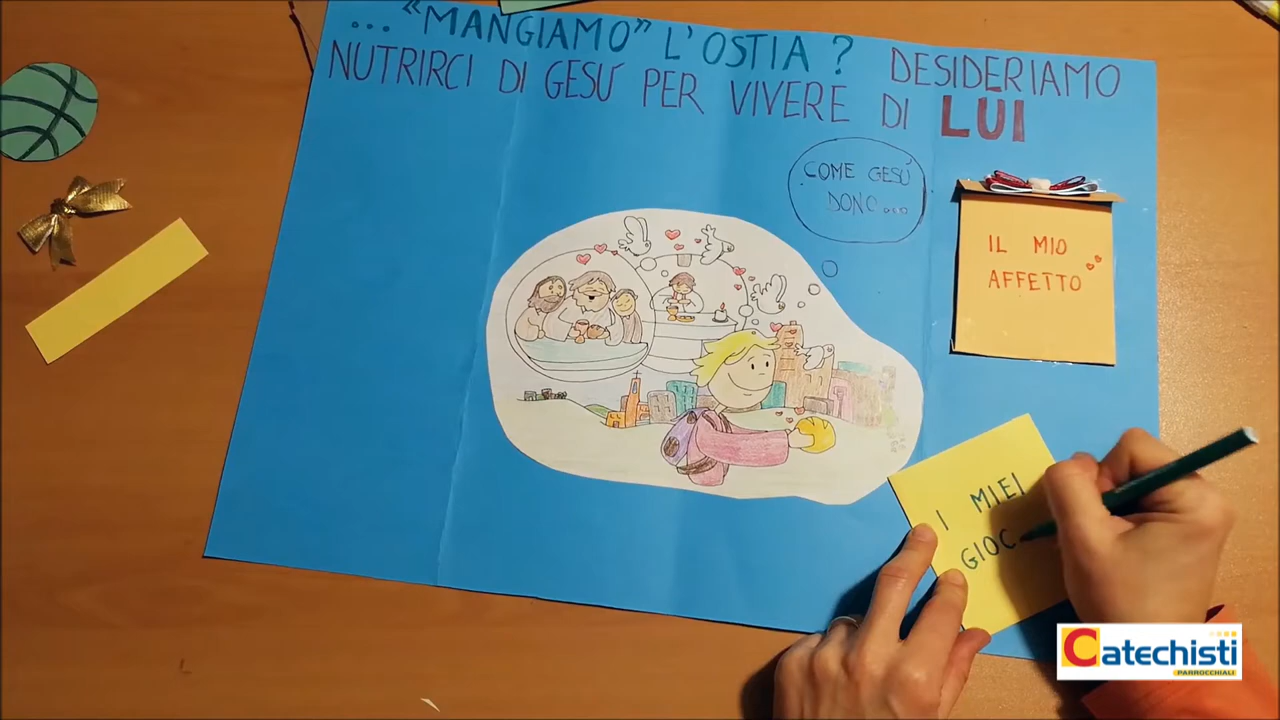 ... "MANGIAMO" L'OSTIA? DESIDERIAMO
NUTRIRCI DI GESÚ PER VIVERE DI LUI
COME GESÚ
DONO...
IL MIO
AFFETTO
I MIEI
GIOC
Catechisti
PARROCCHIALI